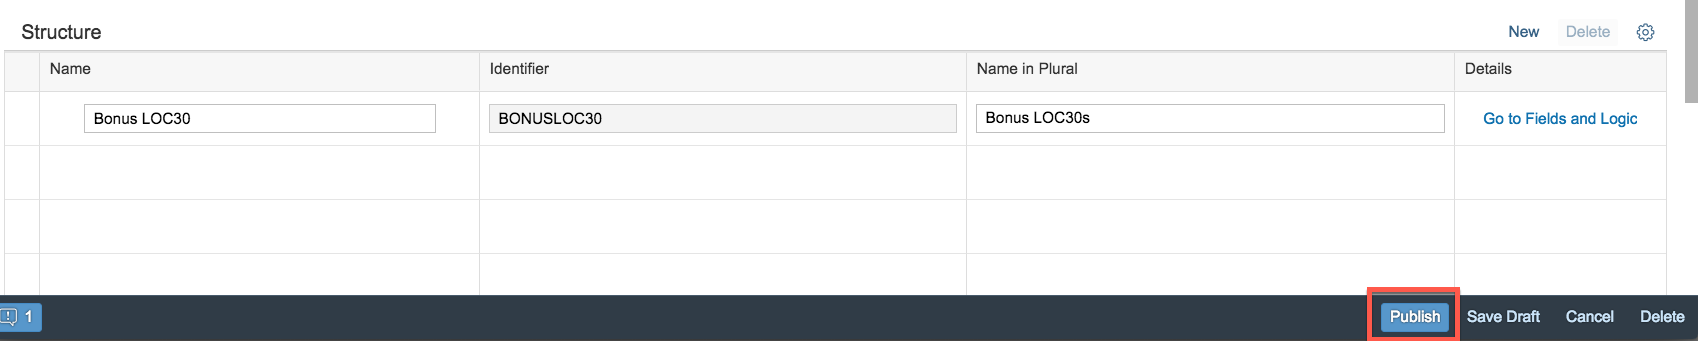 Structure New Delete
Name Identifier Name in Plural Details
Bonus LOC30 BONUSLOC30 Bonus LOC30s Go to Fields and Logic
1 Publish Save Draft Cancel Delete